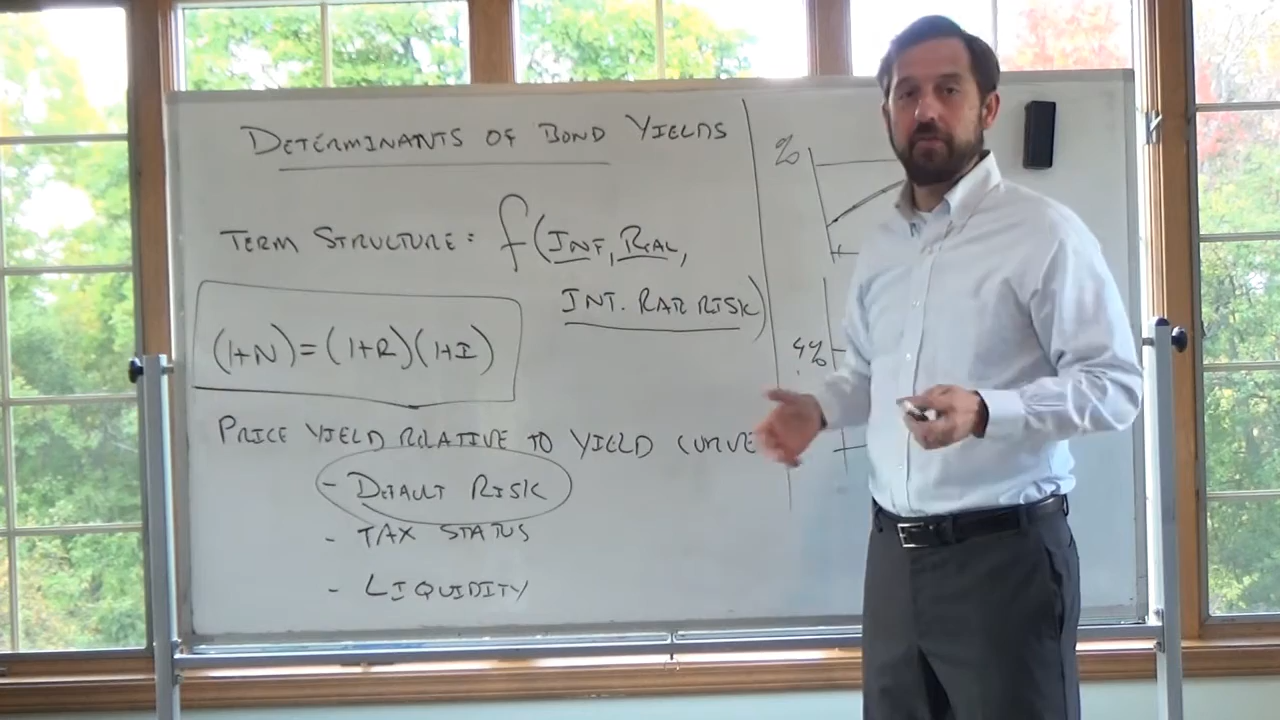 DETERMINANTS OF BOND YIELDS
TERM STRUCTURE: f(INF, REAL,
INT. RATE RISK)
(1+N)=(1+R)(1+I)
PRICE YIELD RELATIVE TO YIELD CURVE
- DEFAULT RISK
- TAX STATUS
- LIQUIDITY
%
4%